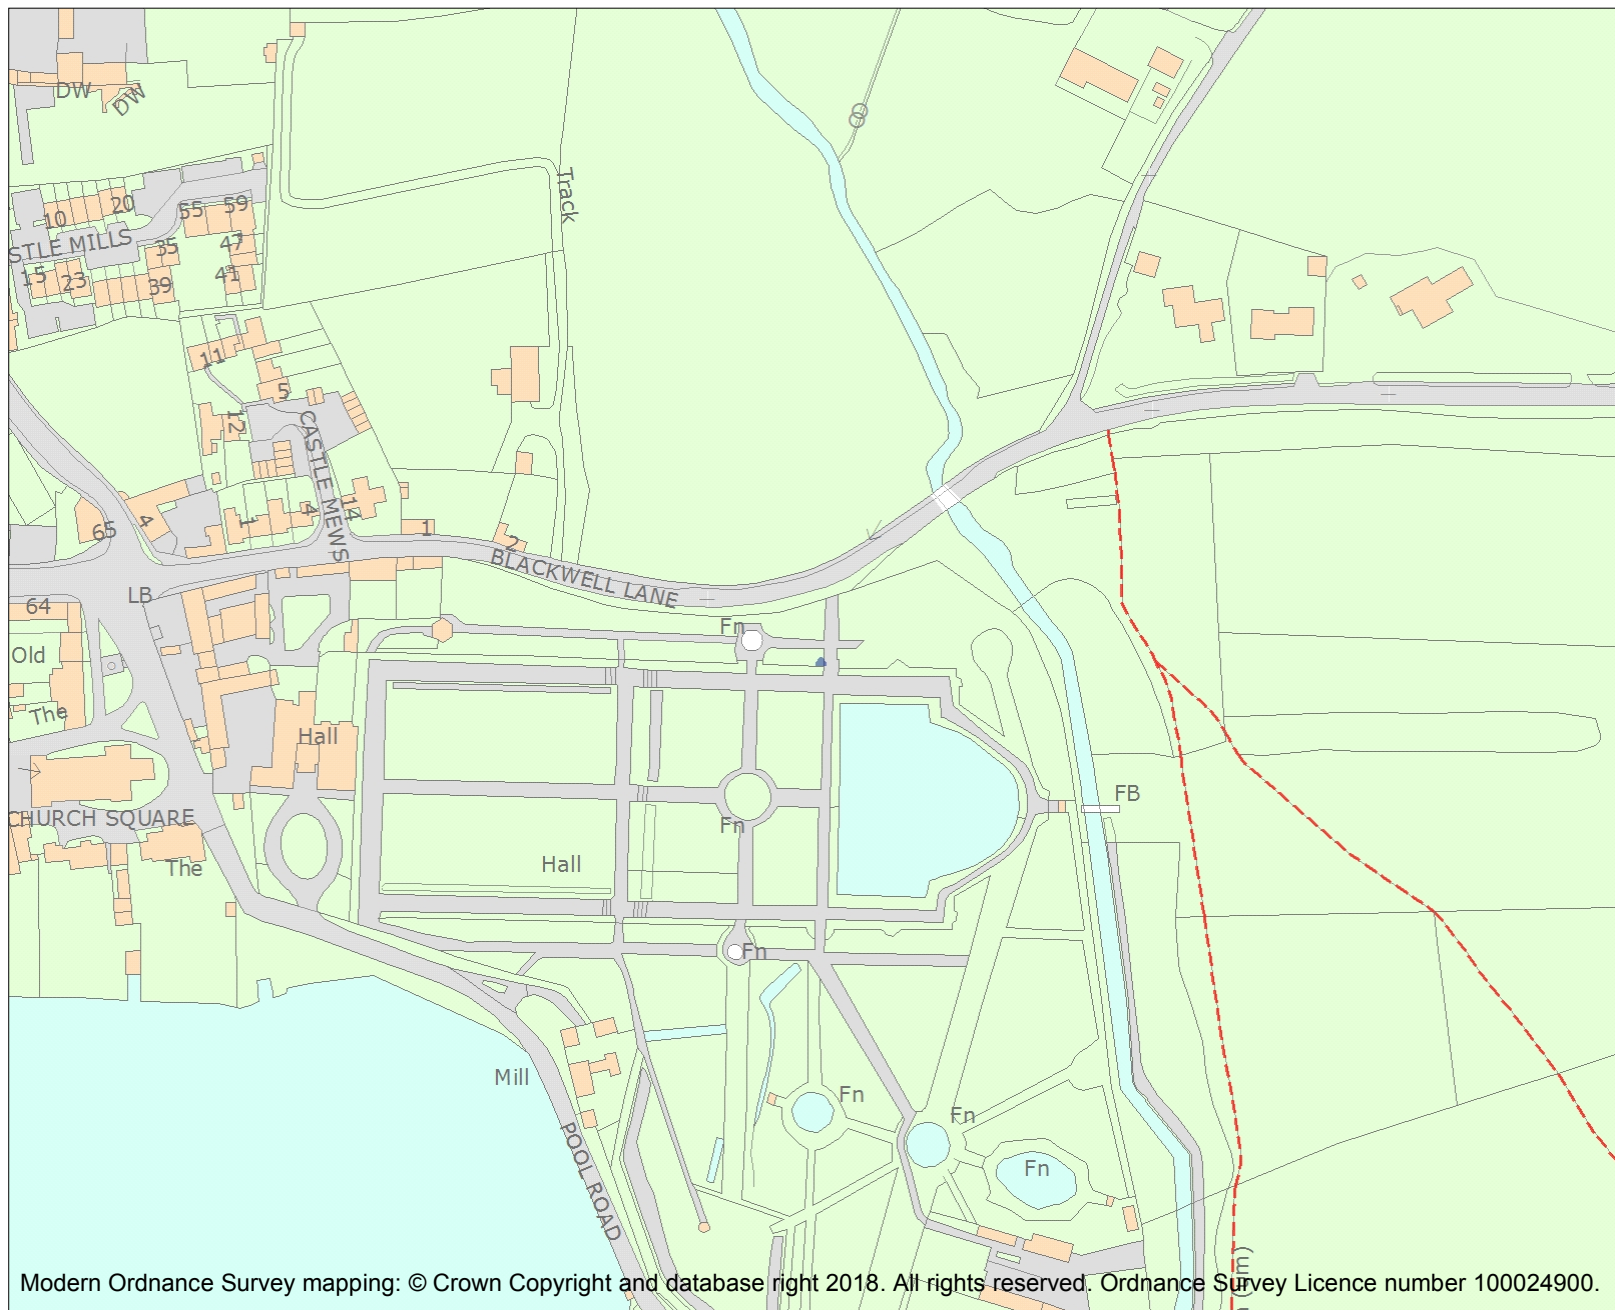 DW
DW
Track
10
20
55
59
STLE MILLS
35
47
15
23
39
41
11
5
12
CASTLE MEWS
65
4
1
4
14
1
2
BLACKWELL LANE
LB
64
Fn
Old
The
Hall
FB
CHURCH SQUARE
Fn
The
Hall
Fn
Mill
Fn
Fn
POOL ROAD
Fn
Modern Ordnance Survey mapping: © Crown Copyright and database right 2018. All rights reserved. Ordnance Survey Licence number 100024900.